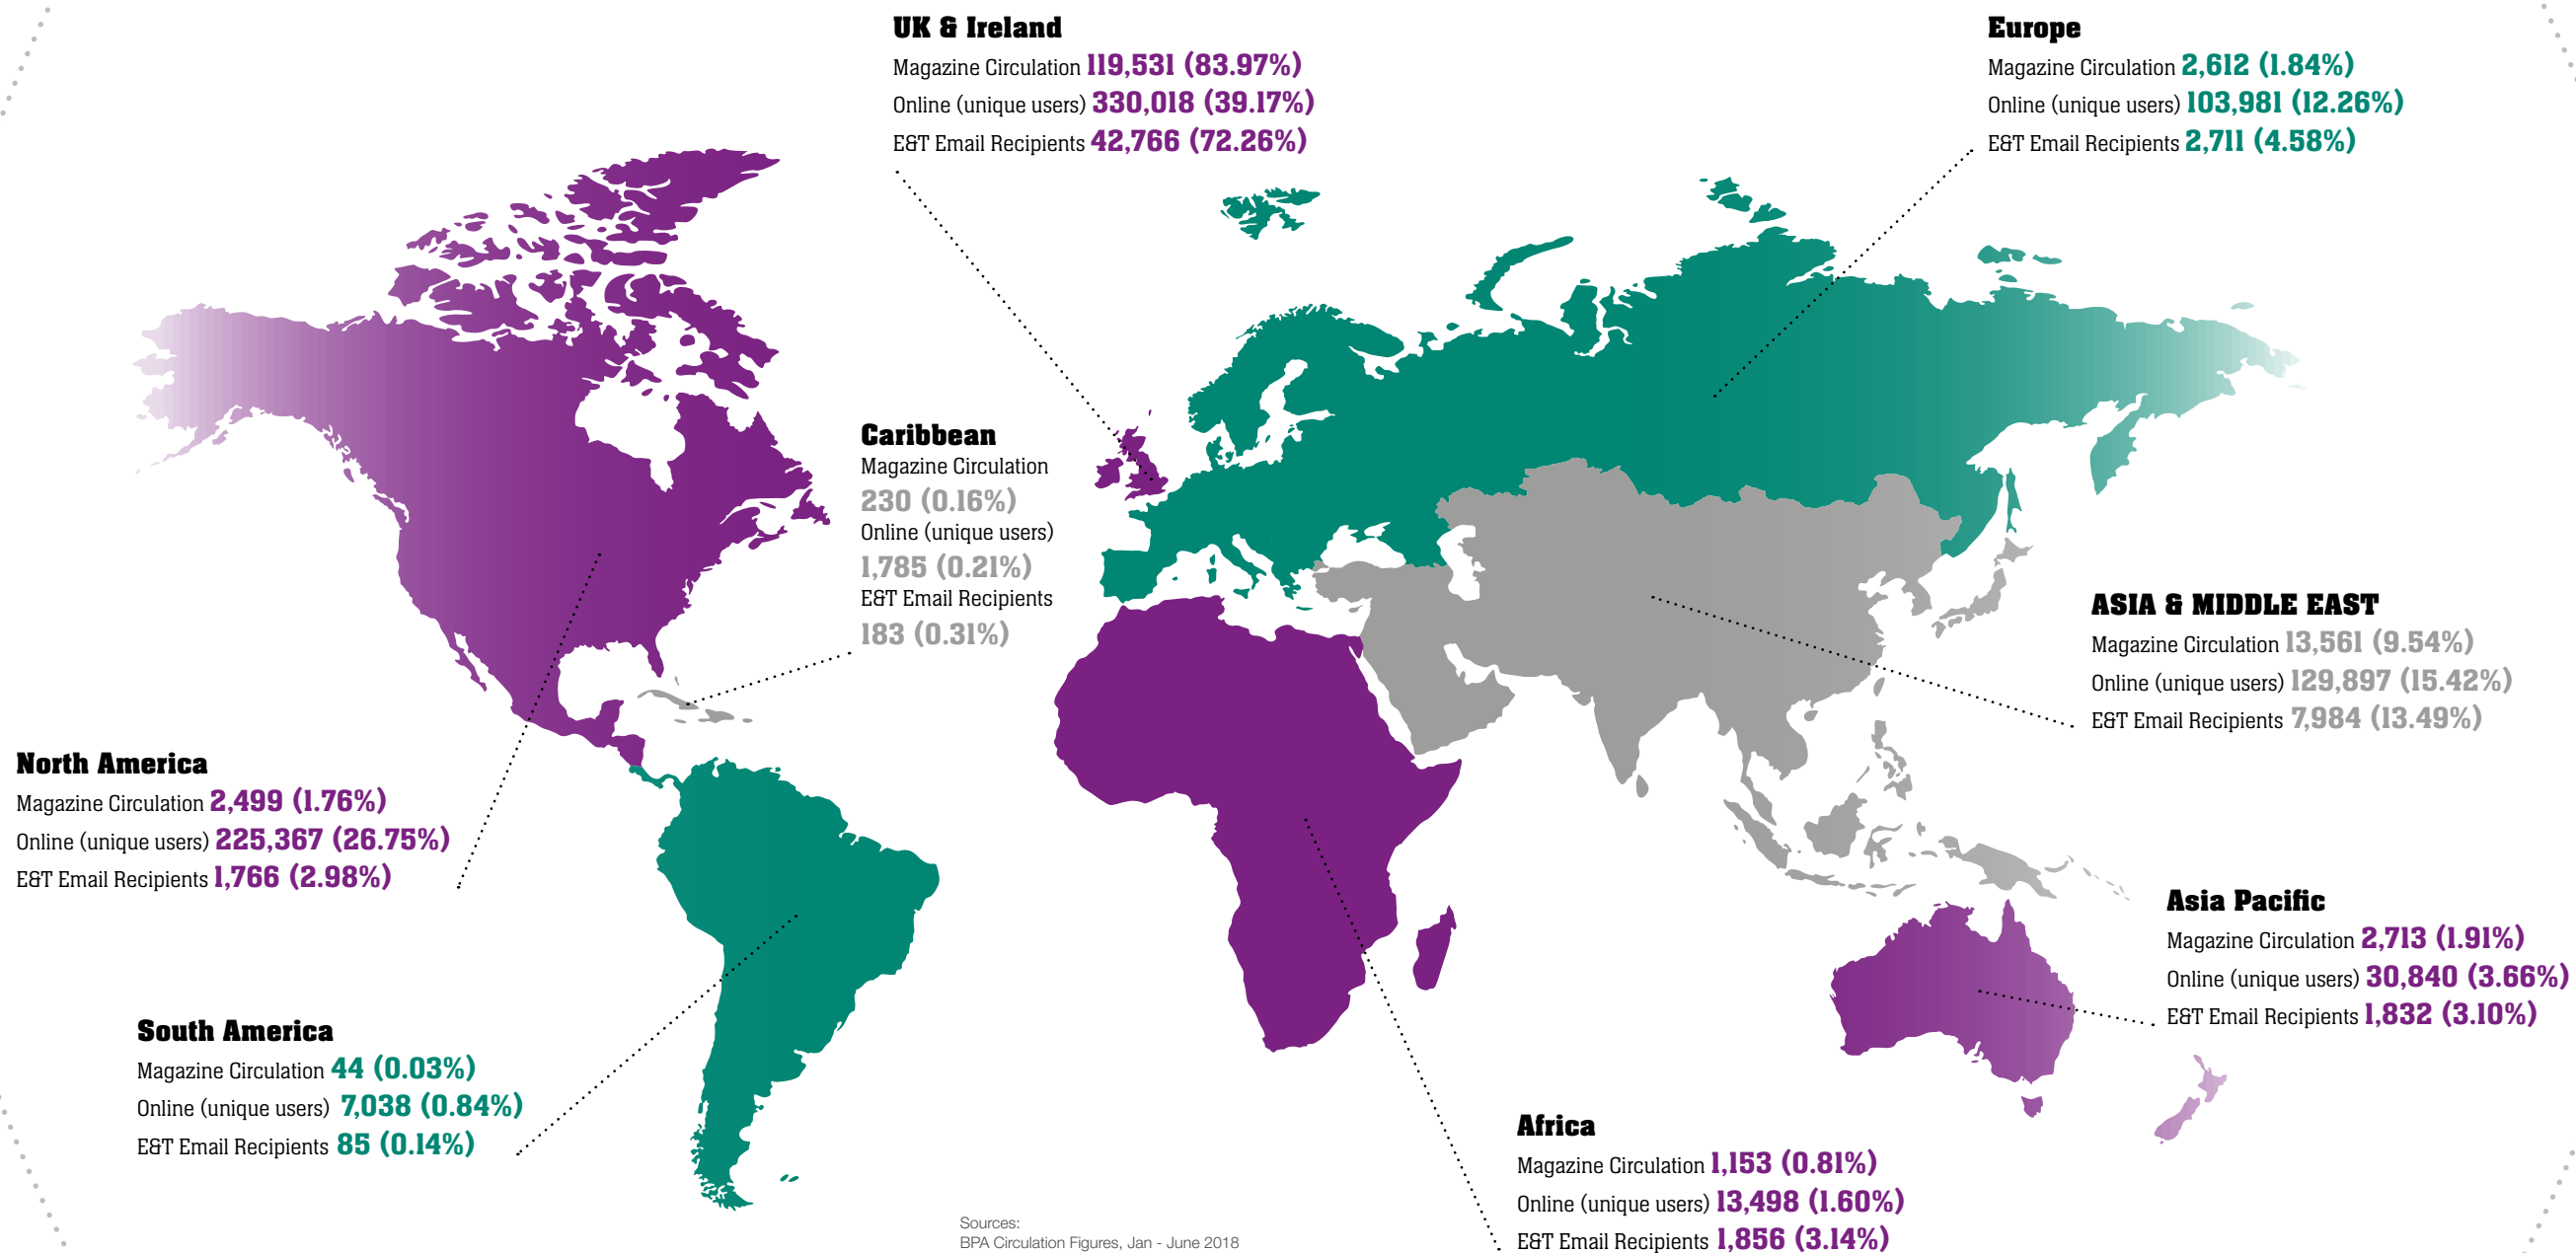 UK & Ireland
Magazine Circulation 119,531 (83.97%)
Online (unique users) 330,018 (39.17%)
E&T Email Recipients 42,766 (72.26%)
Europe
Magazine Circulation 2,612 (1.84%)
Online (unique users) 103,981 (12.26%)
E&T Email Recipients 2,711 (4.58%)
Caribbean
Magazine Circulation
230 (0.16%)
Online (unique users)
1,785 (0.21%)
E&T Email Recipients
183 (0.31%)
ASIA & MIDDLE EAST
Magazine Circulation 13,561 (9.54%)
Online (unique users) 129,897 (15.42%)
E&T Email Recipients 7,984 (13.49%)
North America
Magazine Circulation 2,499 (1.76%)
Online (unique users) 225,367 (26.75%)
E&T Email Recipients 1,766 (2.98%)
Asia Pacific
Magazine Circulation 2,713 (1.91%)
Online (unique users) 30,840 (3.66%)
E&T Email Recipients 1,832 (3.10%)
South America
Magazine Circulation 44 (0.03%)
Online (unique users) 7,038 (0.84%)
E&T Email Recipients 85 (0.14%)
Africa
Magazine Circulation 1,153 (0.81%)
Online (unique users) 13,498 (1.60%)
E&T Email Recipients 1,856 (3.14%)
Sources:
BPA Circulation Figures, Jan - June 2018